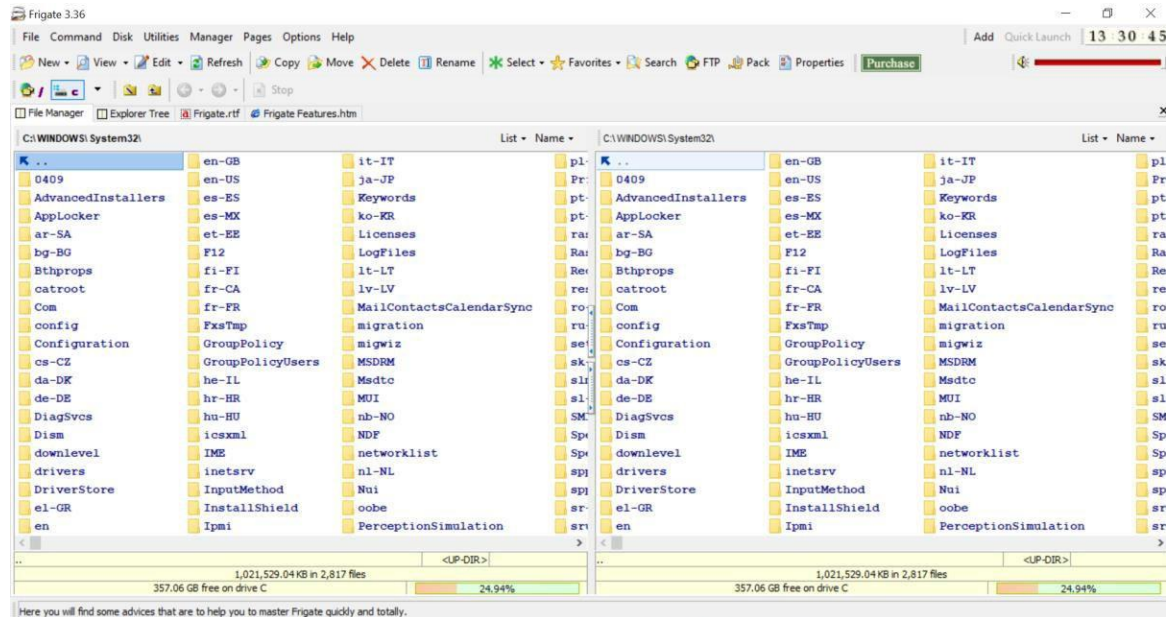 Frigate 3.36
File Command Disk Utilities Manager Pages Options Help
Add Quick Launch 13 30 45
New View Edit Refresh Copy Move Delete Rename Select Favorites Search FTP Pack Properties Purchase
/ c Stop
File Manager Explorer Tree Frigate.rtf Frigate Features.htm
C:\WINDOWS\System32\ List Name C:\WINDOWS\System32\ List Name
.. en-GB it-IT .. en-GB it-IT
0409 en-US ja-JP 0409 en-US ja-JP
AdvancedInstallers es-ES Keywords AdvancedInstallers es-ES Keywords
AppLocker es-MX ko-KR AppLocker es-MX ko-KR
ar-SA et-EE Licenses ar-SA et-EE Licenses
bg-BG F12 LogFiles bg-BG F12 LogFiles
Bthprops fi-FI lt-LT Bthprops fi-FI lt-LT
catroot fr-CA lv-LV catroot fr-CA lv-LV
Com fr-FR MailContactsCalendarSync Com fr-FR MailContactsCalendarSync
config FxsTmp migration config FxsTmp migration
Configuration GroupPolicy migwiz Configuration GroupPolicy migwiz
cs-CZ GroupPolicyUsers MSDRM cs-CZ GroupPolicyUsers MSDRM
da-DK he-IL Msdtc da-DK he-IL Msdtc
de-DE hr-HR MUI de-DE hr-HR MUI
DiagSvcs hu-HU nb-NO DiagSvcs hu-HU nb-NO
Dism icsxml NDF Dism icsxml NDF
downlevel IME networklist downlevel IME networklist
drivers inetsrv nl-NL drivers inetsrv nl-NL
DriverStore InputMethod Nui DriverStore InputMethod Nui
el-GR InstallShield oobe el-GR InstallShield oobe
en Ipmi PerceptionSimulation en Ipmi PerceptionSimulation
.. <UP-DIR> .. <UP-DIR>
1,021,529.04 KB in 2,817 files 1,021,529.04 KB in 2,817 files
357.06 GB free on drive C 24,94% 357.06 GB free on drive C 24,94%
Here you will find some advices that are to help you to master Frigate quickly and totally.